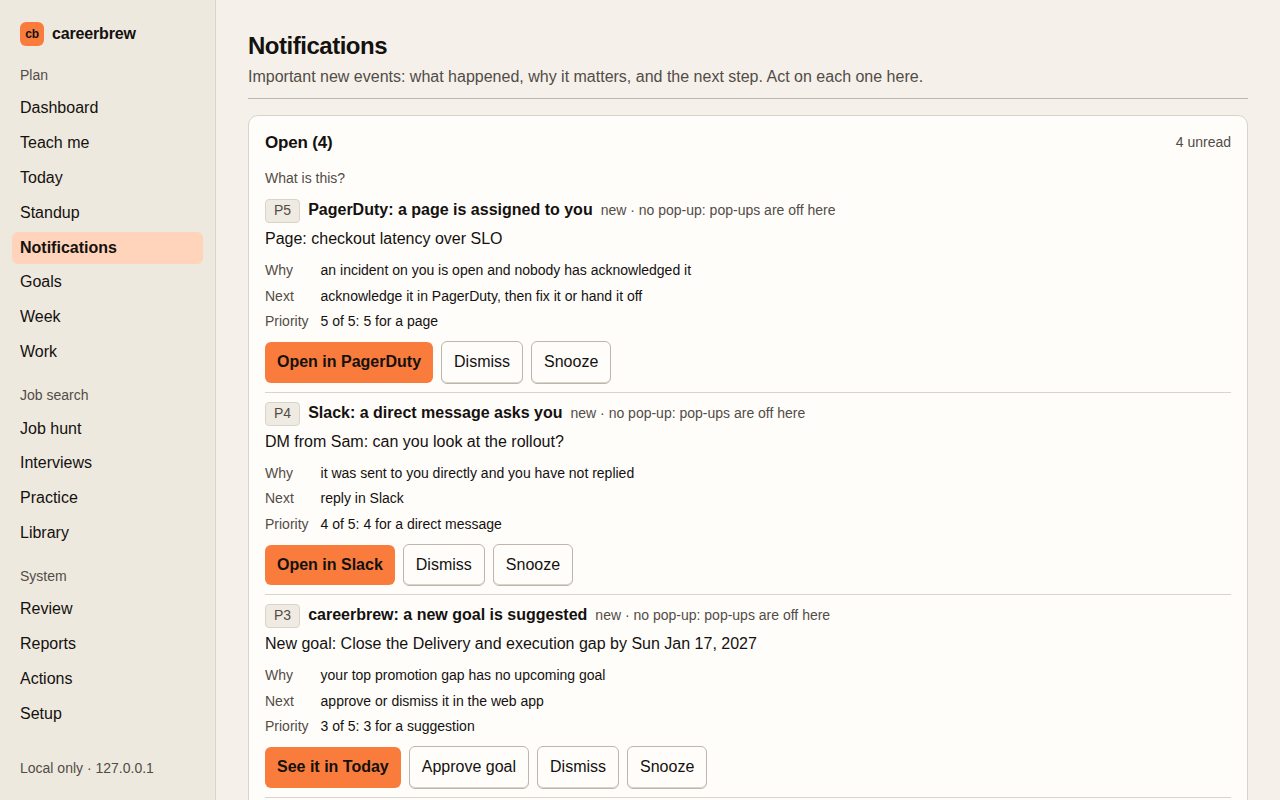 cb careerbrew
Plan
Dashboard
Teach me
Today
Standup
Notifications
Goals
Week
Work
Job search
Job hunt
Interviews
Practice
Library
System
Review
Reports
Actions
Setup
Local only · 127.0.0.1
Notifications
Important new events: what happened, why it matters, and the next step. Act on each one here.
Open (4) 4 unread
What is this?
P5 PagerDuty: a page is assigned to you new · no pop-up: pop-ups are off here
Page: checkout latency over SLO
Why an incident on you is open and nobody has acknowledged it
Next acknowledge it in PagerDuty, then fix it or hand it off
Priority 5 of 5: 5 for a page
Open in PagerDuty Dismiss Snooze
P4 Slack: a direct message asks you new · no pop-up: pop-ups are off here
DM from Sam: can you look at the rollout?
Why it was sent to you directly and you have not replied
Next reply in Slack
Priority 4 of 5: 4 for a direct message
Open in Slack Dismiss Snooze
P3 careerbrew: a new goal is suggested new · no pop-up: pop-ups are off here
New goal: Close the Delivery and execution gap by Sun Jan 17, 2027
Why your top promotion gap has no upcoming goal
Next approve or dismiss it in the web app
Priority 3 of 5: 3 for a suggestion
See it in Today Approve goal Dismiss Snooze